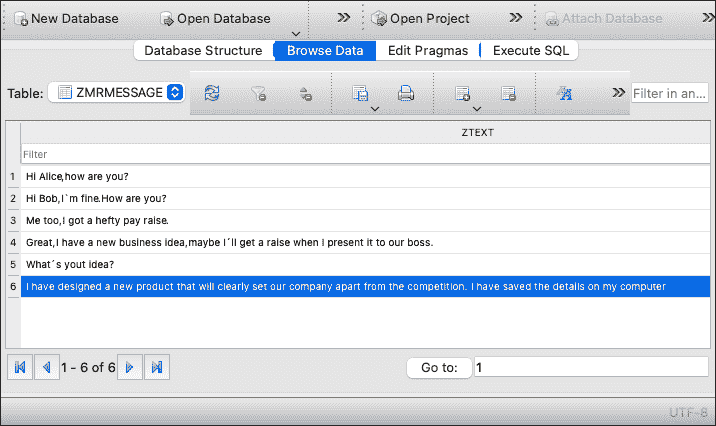 New Database Open Database » Open Project » Attach Database »
Database Structure Browse Data Edit Pragmas Execute SQL
Table: ZMRMESSAGE » Filter in an...
ZTEXT
Filter
1 Hi Alice,how are you?
2 Hi Bob,I`m fine.How are you?
3 Me too,I got a hefty pay raise.
4 Great,I have a new business idea,maybe I´ll get a raise when I present it to our boss.
5 What´s yout idea?
6 I have designed a new product that will clearly set our company apart from the competition. I have saved the details on my computer
1 - 6 of 6 Go to: 1
UTF-8